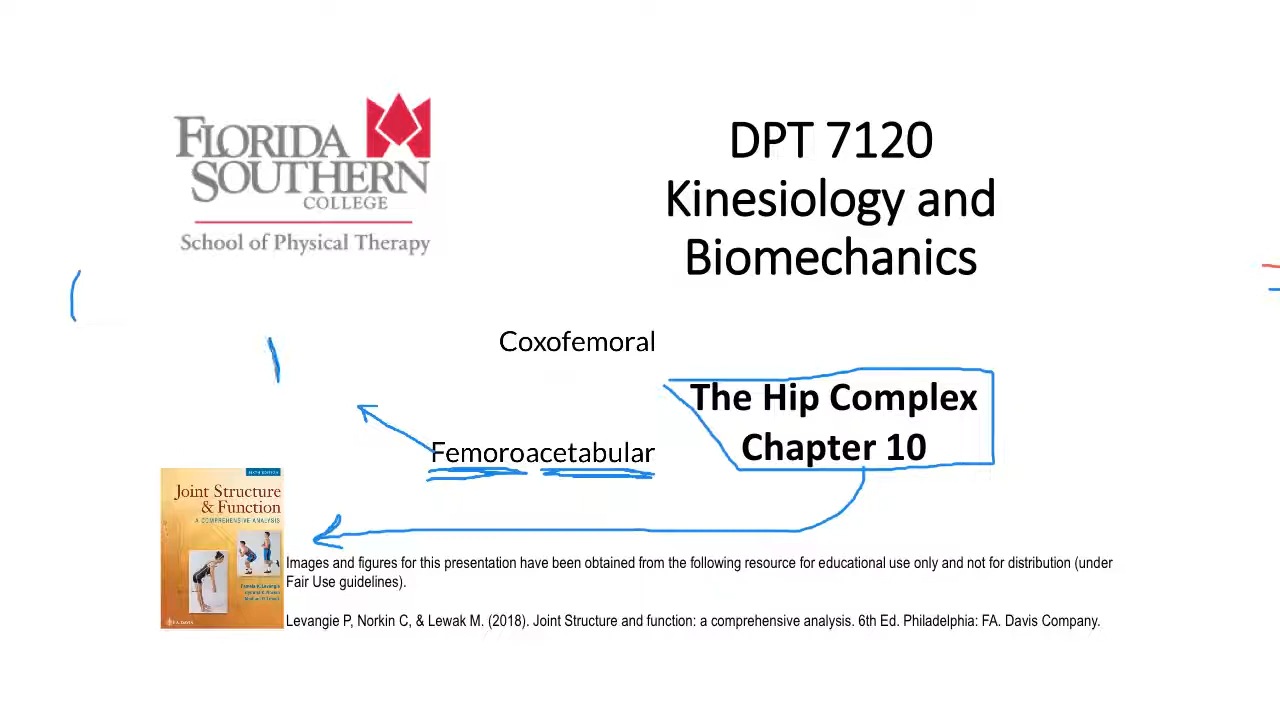 FLORIDA
SOUTHERN
COLLEGE
School of Physical Therapy
DPT 7120
Kinesiology and
Biomechanics
Coxofemoral
The Hip Complex
Chapter 10
Femoroacetabular
Joint Structure
& Function
A COMPREHENSIVE ANALYSIS
Images and figures for this presentation have been obtained from the following resource for educational use only and not for distribution (under
Fair Use guidelines).
Levangie P, Norkin C, & Lewak M. (2018). Joint Structure and function: a comprehensive analysis. 6th Ed. Philadelphia: FA. Davis Company.